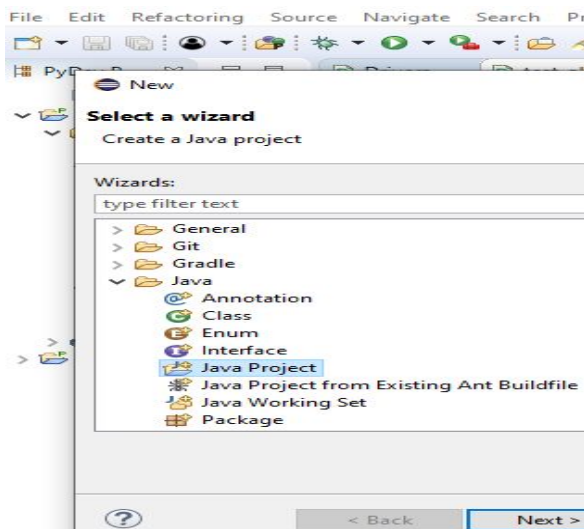 File Edit Refactoring Source Navigate Search
New
Select a wizard
Create a Java project
Wizards:
type filter text
General
Git
Gradle
Java
Annotation
Class
Enum
Interface
Java Project
Java Project from Existing Ant Buildfile
Java Working Set
Package
? < Back Next >